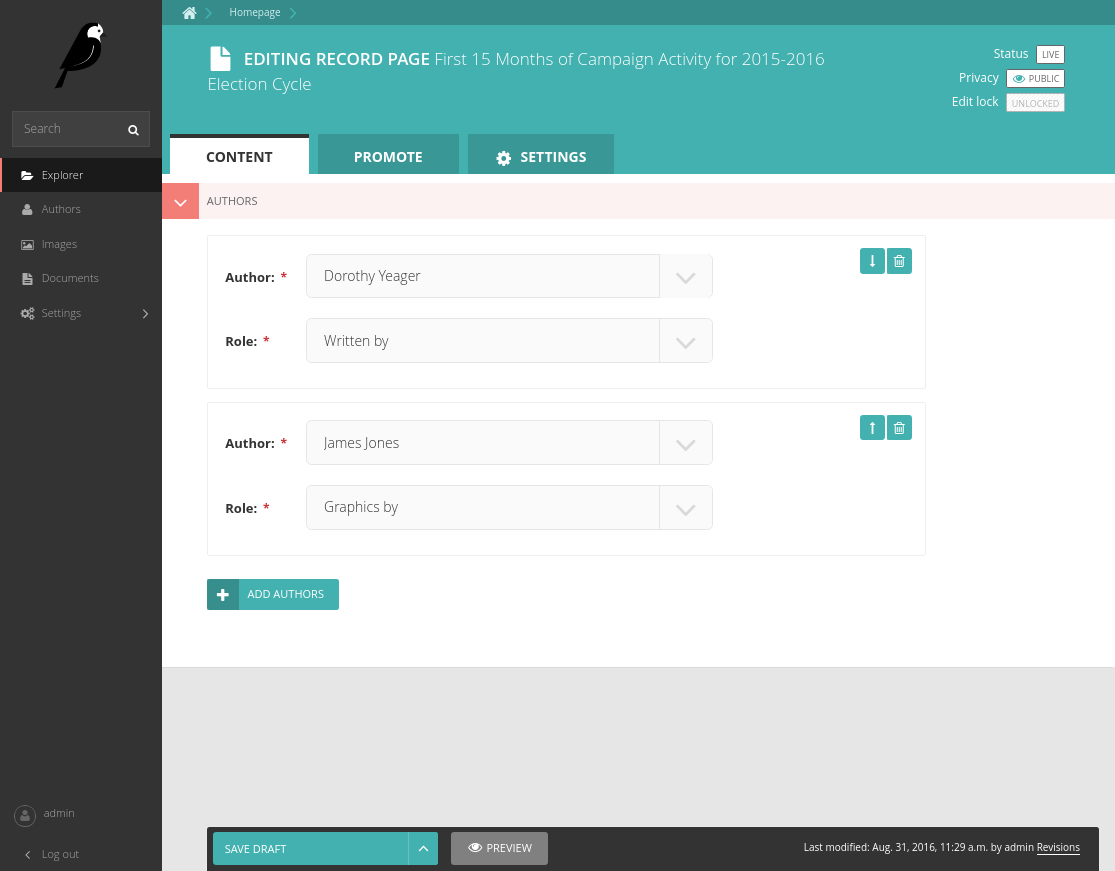 Homepage
EDITING RECORD PAGE First 15 Months of Campaign Activity for 2015-2016
Election Cycle
Status LIVE
Privacy PUBLIC
Edit lock UNLOCKED
Search
Explorer
Authors
Images
Documents
Settings
admin
Log out
CONTENT
PROMOTE
SETTINGS
AUTHORS
Author: * Dorothy Yeager
Role: * Written by
Author: * James Jones
Role: * Graphics by
ADD AUTHORS
SAVE DRAFT
PREVIEW
Last modified: Aug. 31, 2016, 11:29 a.m. by admin Revisions